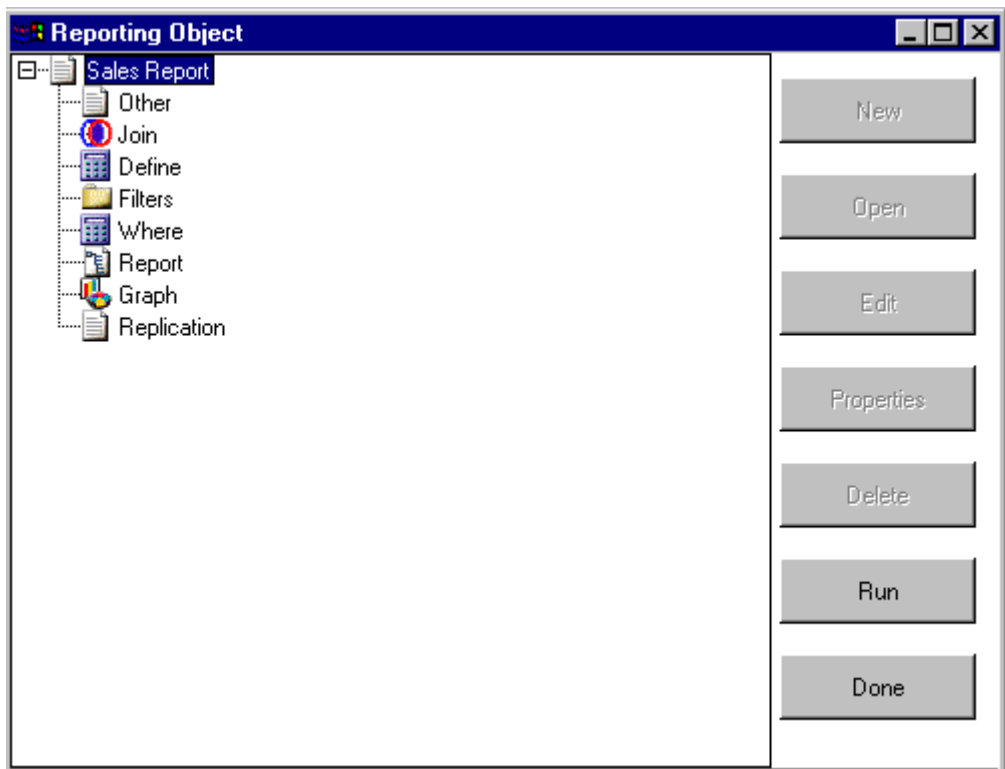 Reporting Object
Sales Report
Other
Join
Define
Filters
Where
Report
Graph
Replication
New
Open
Edit
Properties
Delete
Run
Done